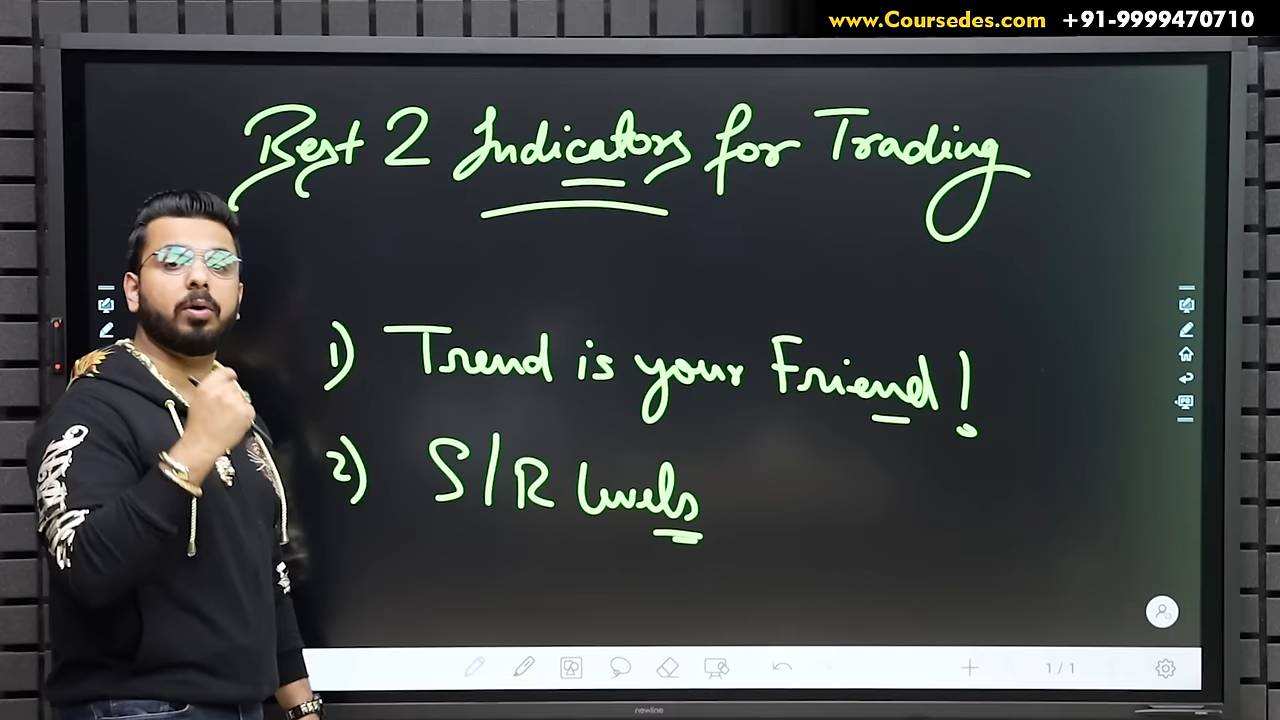 www.Coursedes.com +91-9999470710
Best 2 Indicators for Trading
1) Trend is your Friend!
2) S/R levels
1/1
newline